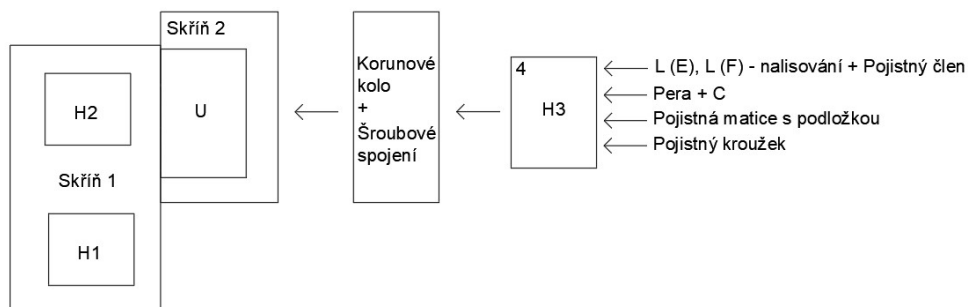 Skříň 2
H2
U
Skříň 1
H1
Korunové
kolo
+
Šroubové
spojení
4
H3
L (E), L (F) - nalisování + Pojistný člen
Pera + C
Pojistná matice s podložkou
Pojistný kroužek